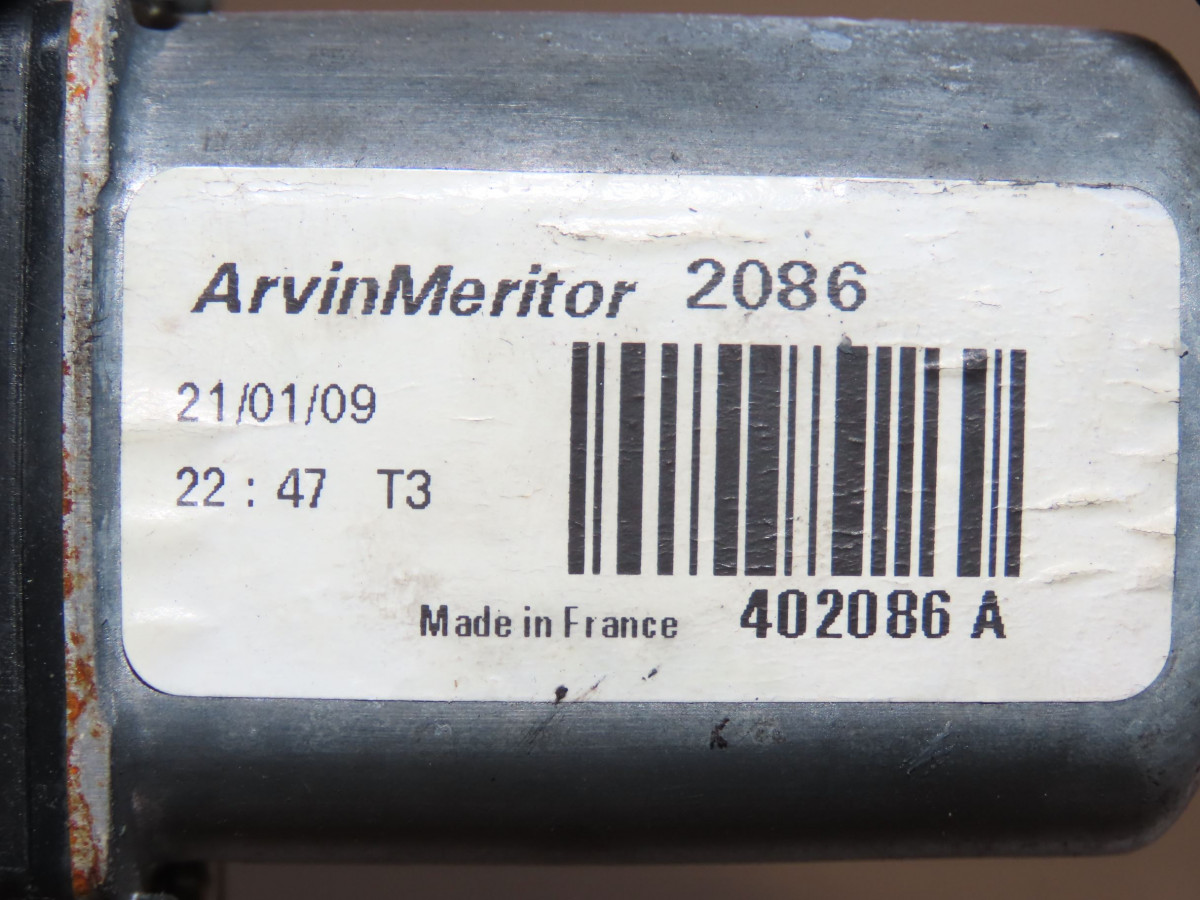 ArvinMeritor 2086
21/01/09
22 : 47 T3
Made in France 402086 A